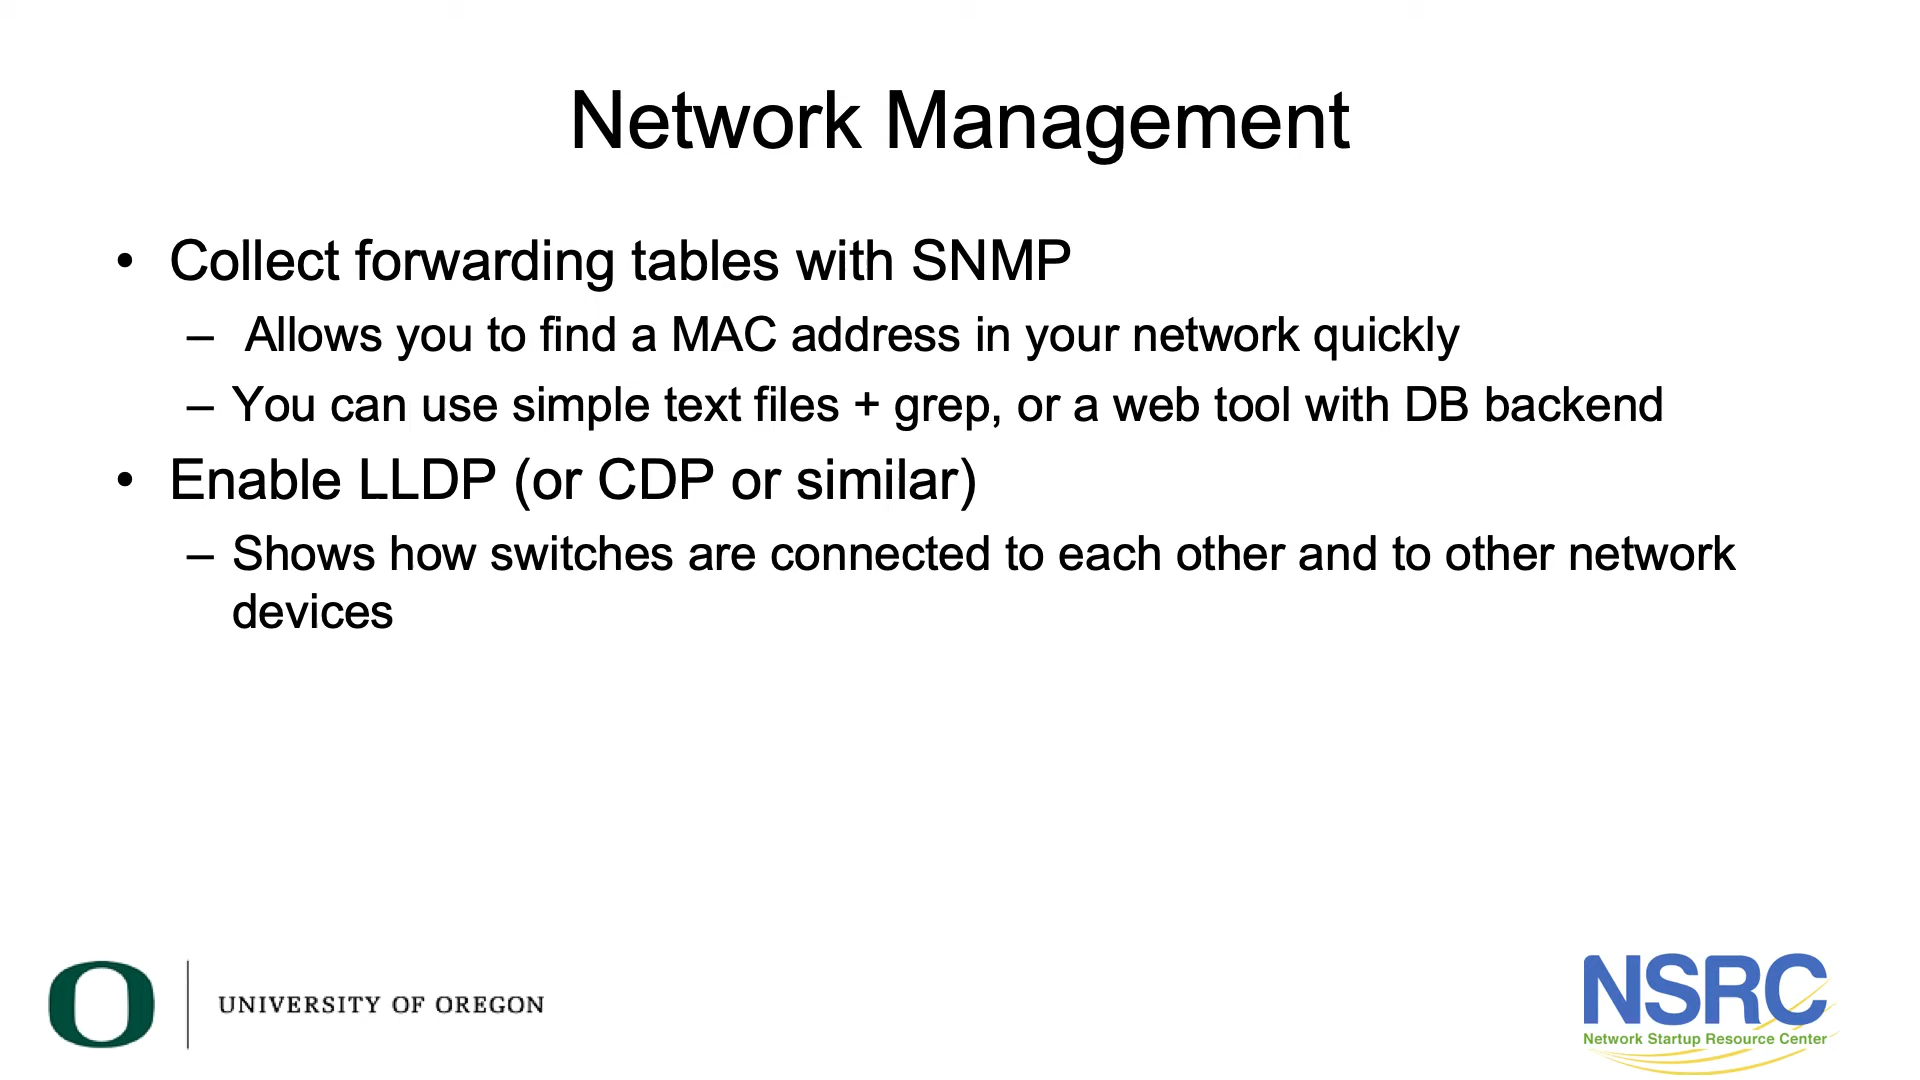 Network Management
• Collect forwarding tables with SNMP
– Allows you to find a MAC address in your network quickly
– You can use simple text files + grep, or a web tool with DB backend
• Enable LLDP (or CDP or similar)
– Shows how switches are connected to each other and to other network
devices
O
UNIVERSITY OF OREGON
NSRC
Network Startup Resource Center